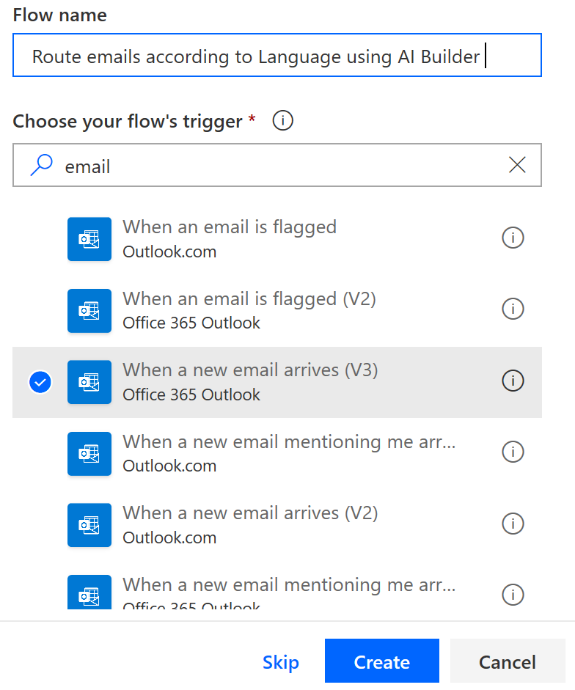 Flow name
Route emails according to Language using AI Builder
Choose your flow's trigger *
email
When an email is flagged
Outlook.com
When an email is flagged (V2)
Office 365 Outlook
When a new email arrives (V3)
Office 365 Outlook
When a new email mentioning me arr...
Outlook.com
When a new email arrives (V2)
Outlook.com
When a new email mentioning me arr...
Office 365 Outlook
Skip
Create
Cancel